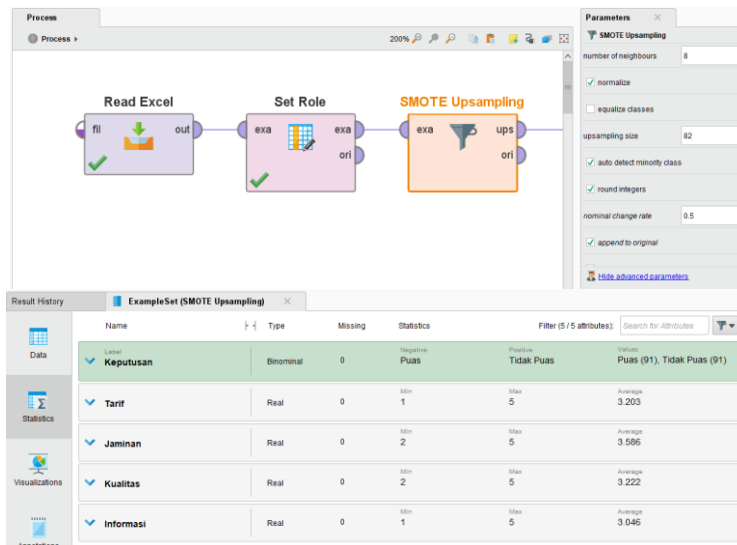 Process
Process
200%
Read Excel
fil
out
Set Role
exa
exa
ori
SMOTE Upsampling
exa
ups
ori
Parameters
SMOTE Upsampling
number of neighbours
8
normalize
equalize classes
upsampling size
82
auto detect minority class
round integers
nominal change rate
0.5
append to original
Hide advanced parameters
Result History
ExampleSet (SMOTE Upsampling)
Data
Statistics
Visualizations
Annotations
Name
Type
Missing
Statistics
Filter (5 / 5 attributes):
Search for Attributes
Label
Keputusan
Binominal
0
Negative
Puas
Positive
Tidak Puas
Values
Puas (91), Tidak Puas (91)
Tarif
Real
0
Min
1
Max
5
Average
3.203
Jaminan
Real
0
Min
2
Max
5
Average
3.586
Kualitas
Real
0
Min
2
Max
5
Average
3.222
Informasi
Real
0
Min
1
Max
5
Average
3.046